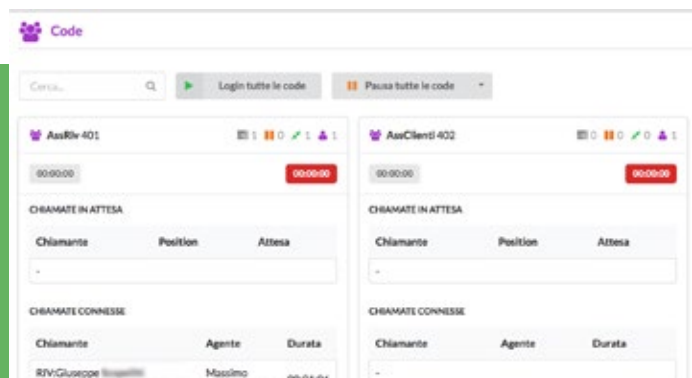 Code
Cerca...
Login tutte le code
Pausa tutte le code
AssRiv 401 1 0 1 1
AssClienti 402 0 0 0 1
00:00:00 00:00:00
00:00:00 00:00:00
CHIAMATE IN ATTESA
CHIAMATE IN ATTESA
Chiamante Position Attesa
Chiamante Position Attesa
-
-
CHIAMATE CONNESSE
CHIAMATE CONNESSE
Chiamante Agente Durata
Chiamante Agente Durata
RIV:Giuseppe Massimo
-